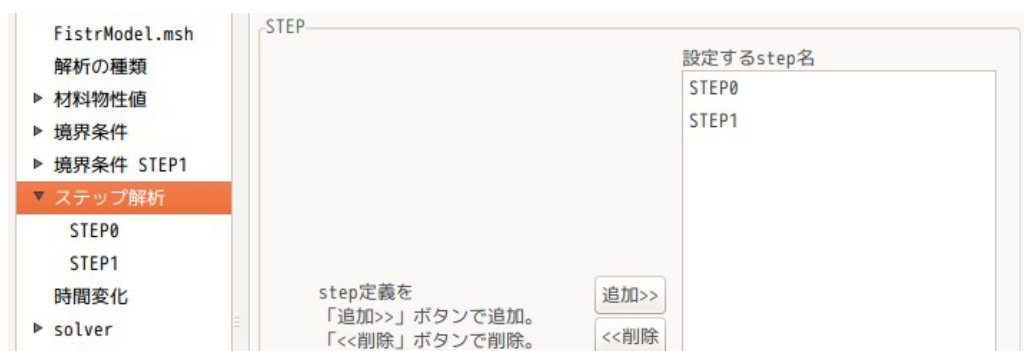 FistrModel.msh
解析の種類
材料物性値
境界条件
境界条件 STEP1
ステップ解析
STEP0
STEP1
時間変化
solver
STEP
設定するstep名
STEP0
STEP1
step定義を
「追加>>」ボタンで追加。
「<<削除」ボタンで削除。
追加>>
<<削除